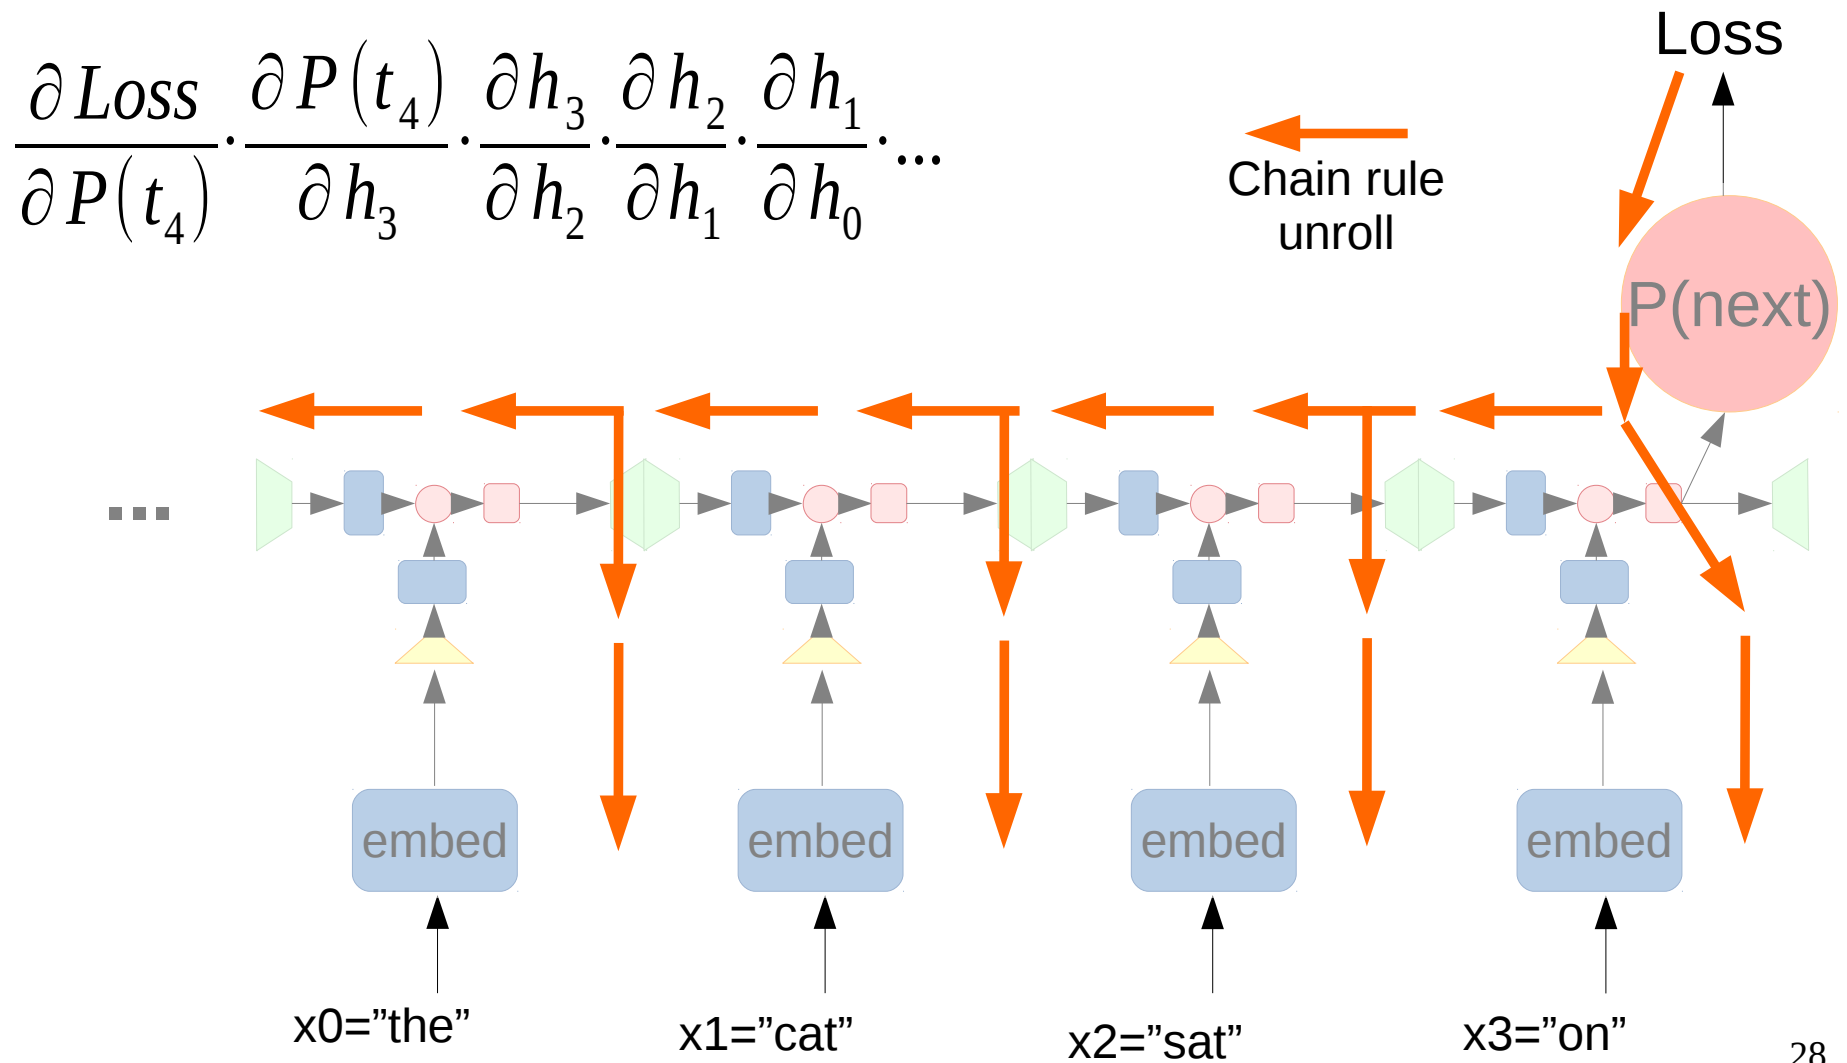 ∂Loss/∂P(t₄) · ∂P(t₄)/∂h₃ · ∂h₃/∂h₂ · ∂h₂/∂h₁ · ∂h₁/∂h₀ · ...
Loss
Chain rule
unroll
P(next)
...
embed embed embed embed
x0=”the” x1=”cat” x2=”sat” x3=”on”
28